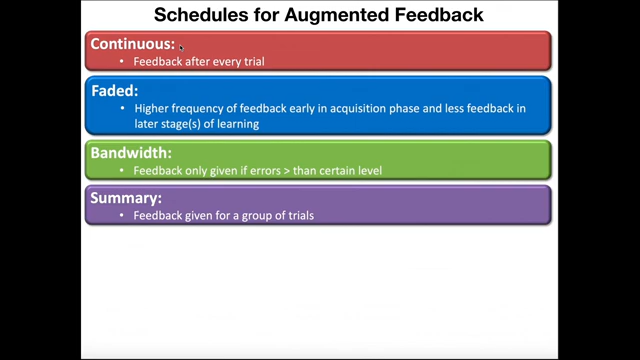 Schedules for Augmented Feedback
Continuous:
• Feedback after every trial
Faded:
• Higher frequency of feedback early in acquisition phase and less feedback in
later stage(s) of learning
Bandwidth:
• Feedback only given if errors > than certain level
Summary:
• Feedback given for a group of trials